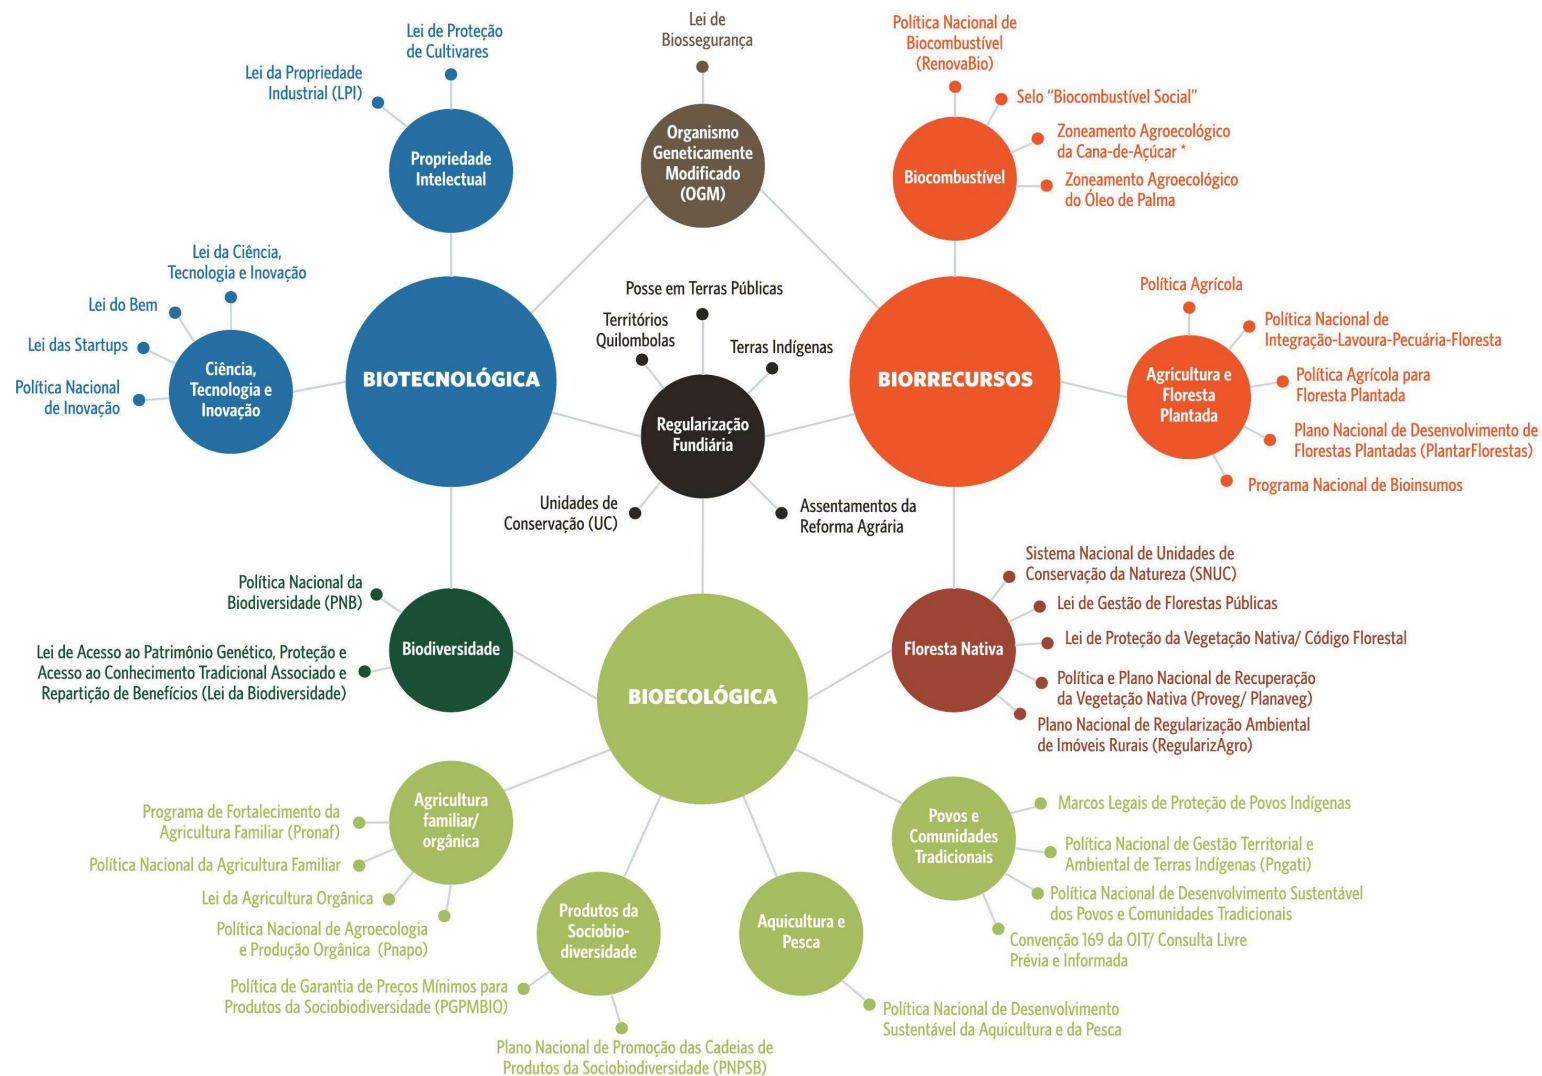 Lei de Proteção
de Cultivares
Lei da Propriedade
Industrial (LPI)
Propriedade
Intelectual
Lei de
Biossegurança
Organismo
Geneticamente
Modificado
(OGM)
Política Nacional de
Biocombustível
(RenovaBio)
Selo “Biocombustível Social”
Zoneamento Agroecológico
da Cana-de-Açúcar *
Zoneamento Agroecológico
do Óleo de Palma
Biocombustível
Lei da Ciência,
Tecnologia e Inovação
Lei do Bem
Lei das Startups
Política Nacional
de Inovação
Ciência,
Tecnologia e
Inovação
BIOTECNOLÓGICA
Posse em Terras Públicas
Territórios
Quilombolas
Terras Indígenas
Regularização
Fundiária
Unidades de
Conservação (UC)
Assentamentos da
Reforma Agrária
BIORRECURSOS
Política Agrícola
Política Nacional de
Integração-Lavoura-Pecuária-Floresta
Política Agrícola para
Floresta Plantada
Plano Nacional de Desenvolvimento de
Florestas Plantadas (PlantarFlorestas)
Programa Nacional de Bioinsumos
Agricultura e
Floresta
Plantada
Política Nacional da
Biodiversidade (PNB)
Lei de Acesso ao Patrimônio Genético, Proteção e
Acesso ao Conhecimento Tradicional Associado e
Repartição de Benefícios (Lei da Biodiversidade)
Biodiversidade
BIOECOLÓGICA
Floresta Nativa
Sistema Nacional de Unidades de
Conservação da Natureza (SNUC)
Lei de Gestão de Florestas Públicas
Lei de Proteção da Vegetação Nativa/ Código Florestal
Política e Plano Nacional de Recuperação
da Vegetação Nativa (Proveg/ Planaveg)
Plano Nacional de Regularização Ambiental
de Imóveis Rurais (RegularizAgro)
Agricultura
familiar/
orgânica
Programa de Fortalecimento da
Agricultura Familiar (Pronaf)
Política Nacional da Agricultura Familiar
Lei da Agricultura Orgânica
Política Nacional de Agroecologia
e Produção Orgânica (Pnapo)
Produtos da
Sociobio-
diversidade
Política de Garantia de Preços Mínimos para
Produtos da Sociobiodiversidade (PGPMBIO)
Plano Nacional de Promoção das Cadeias de
Produtos da Sociobiodiversidade (PNPSB)
Aquicultura e
Pesca
Política Nacional de Desenvolvimento
Sustentável da Aquicultura e da Pesca
Povos e
Comunidades
Tradicionais
Marcos Legais de Proteção de Povos Indígenas
Política Nacional de Gestão Territorial e
Ambiental de Terras Indígenas (Pngati)
Política Nacional de Desenvolvimento Sustentável
dos Povos e Comunidades Tradicionais
Convenção 169 da OIT/ Consulta Livre
Prévia e Informada